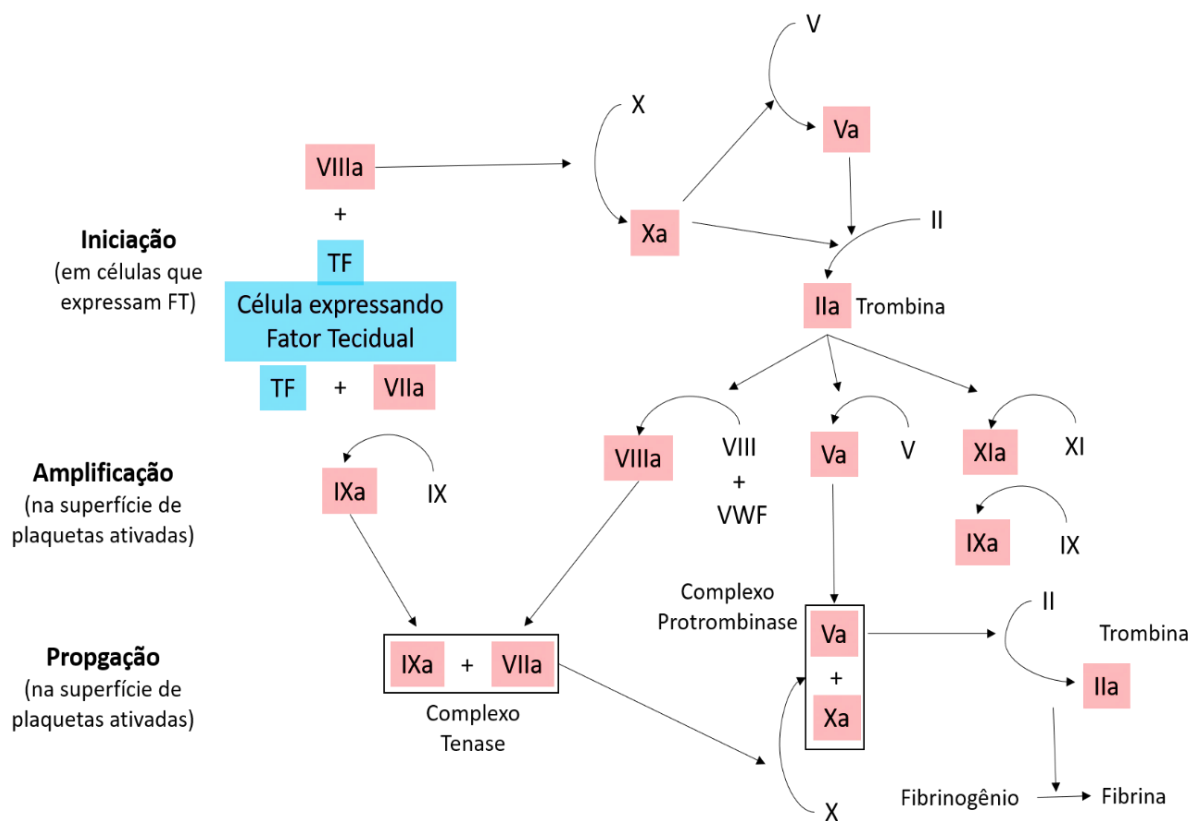 V
X
Va
VIIIa
+
Xa
II
Iniciação
(em células que
expressam FT)
TF
Célula expressando
Fator Tecidual
IIa Trombina
TF + VIIa
Amplificação
(na superfície de
plaquetas ativadas)
IXa IX
VIIIa
VIII
+
VWF
Va V
XIa XI
IXa IX
Propgação
(na superfície de
plaquetas ativadas)
IXa + VIIa
Complexo
Tenase
Complexo
Protrombinase
Va
+
Xa
X
II
Trombina
IIa
Fibrinogênio Fibrina